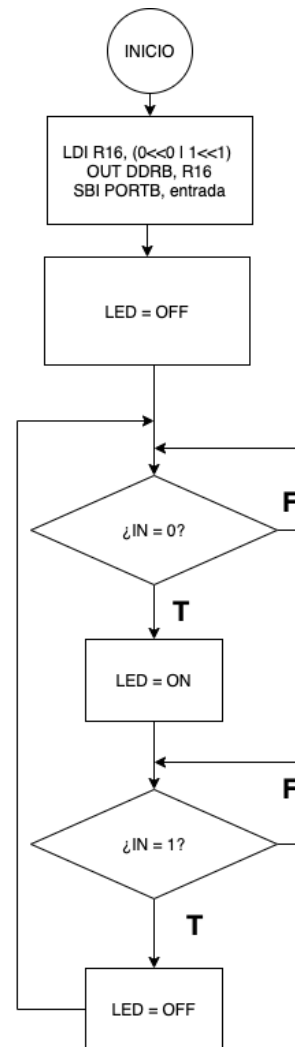 INICIO
LDI R16, (0<<0 | 1<<1)
OUT DDRB, R16
SBI PORTB, entrada
LED = OFF
¿IN = 0?
F
T
LED = ON
¿IN = 1?
F
T
LED = OFF